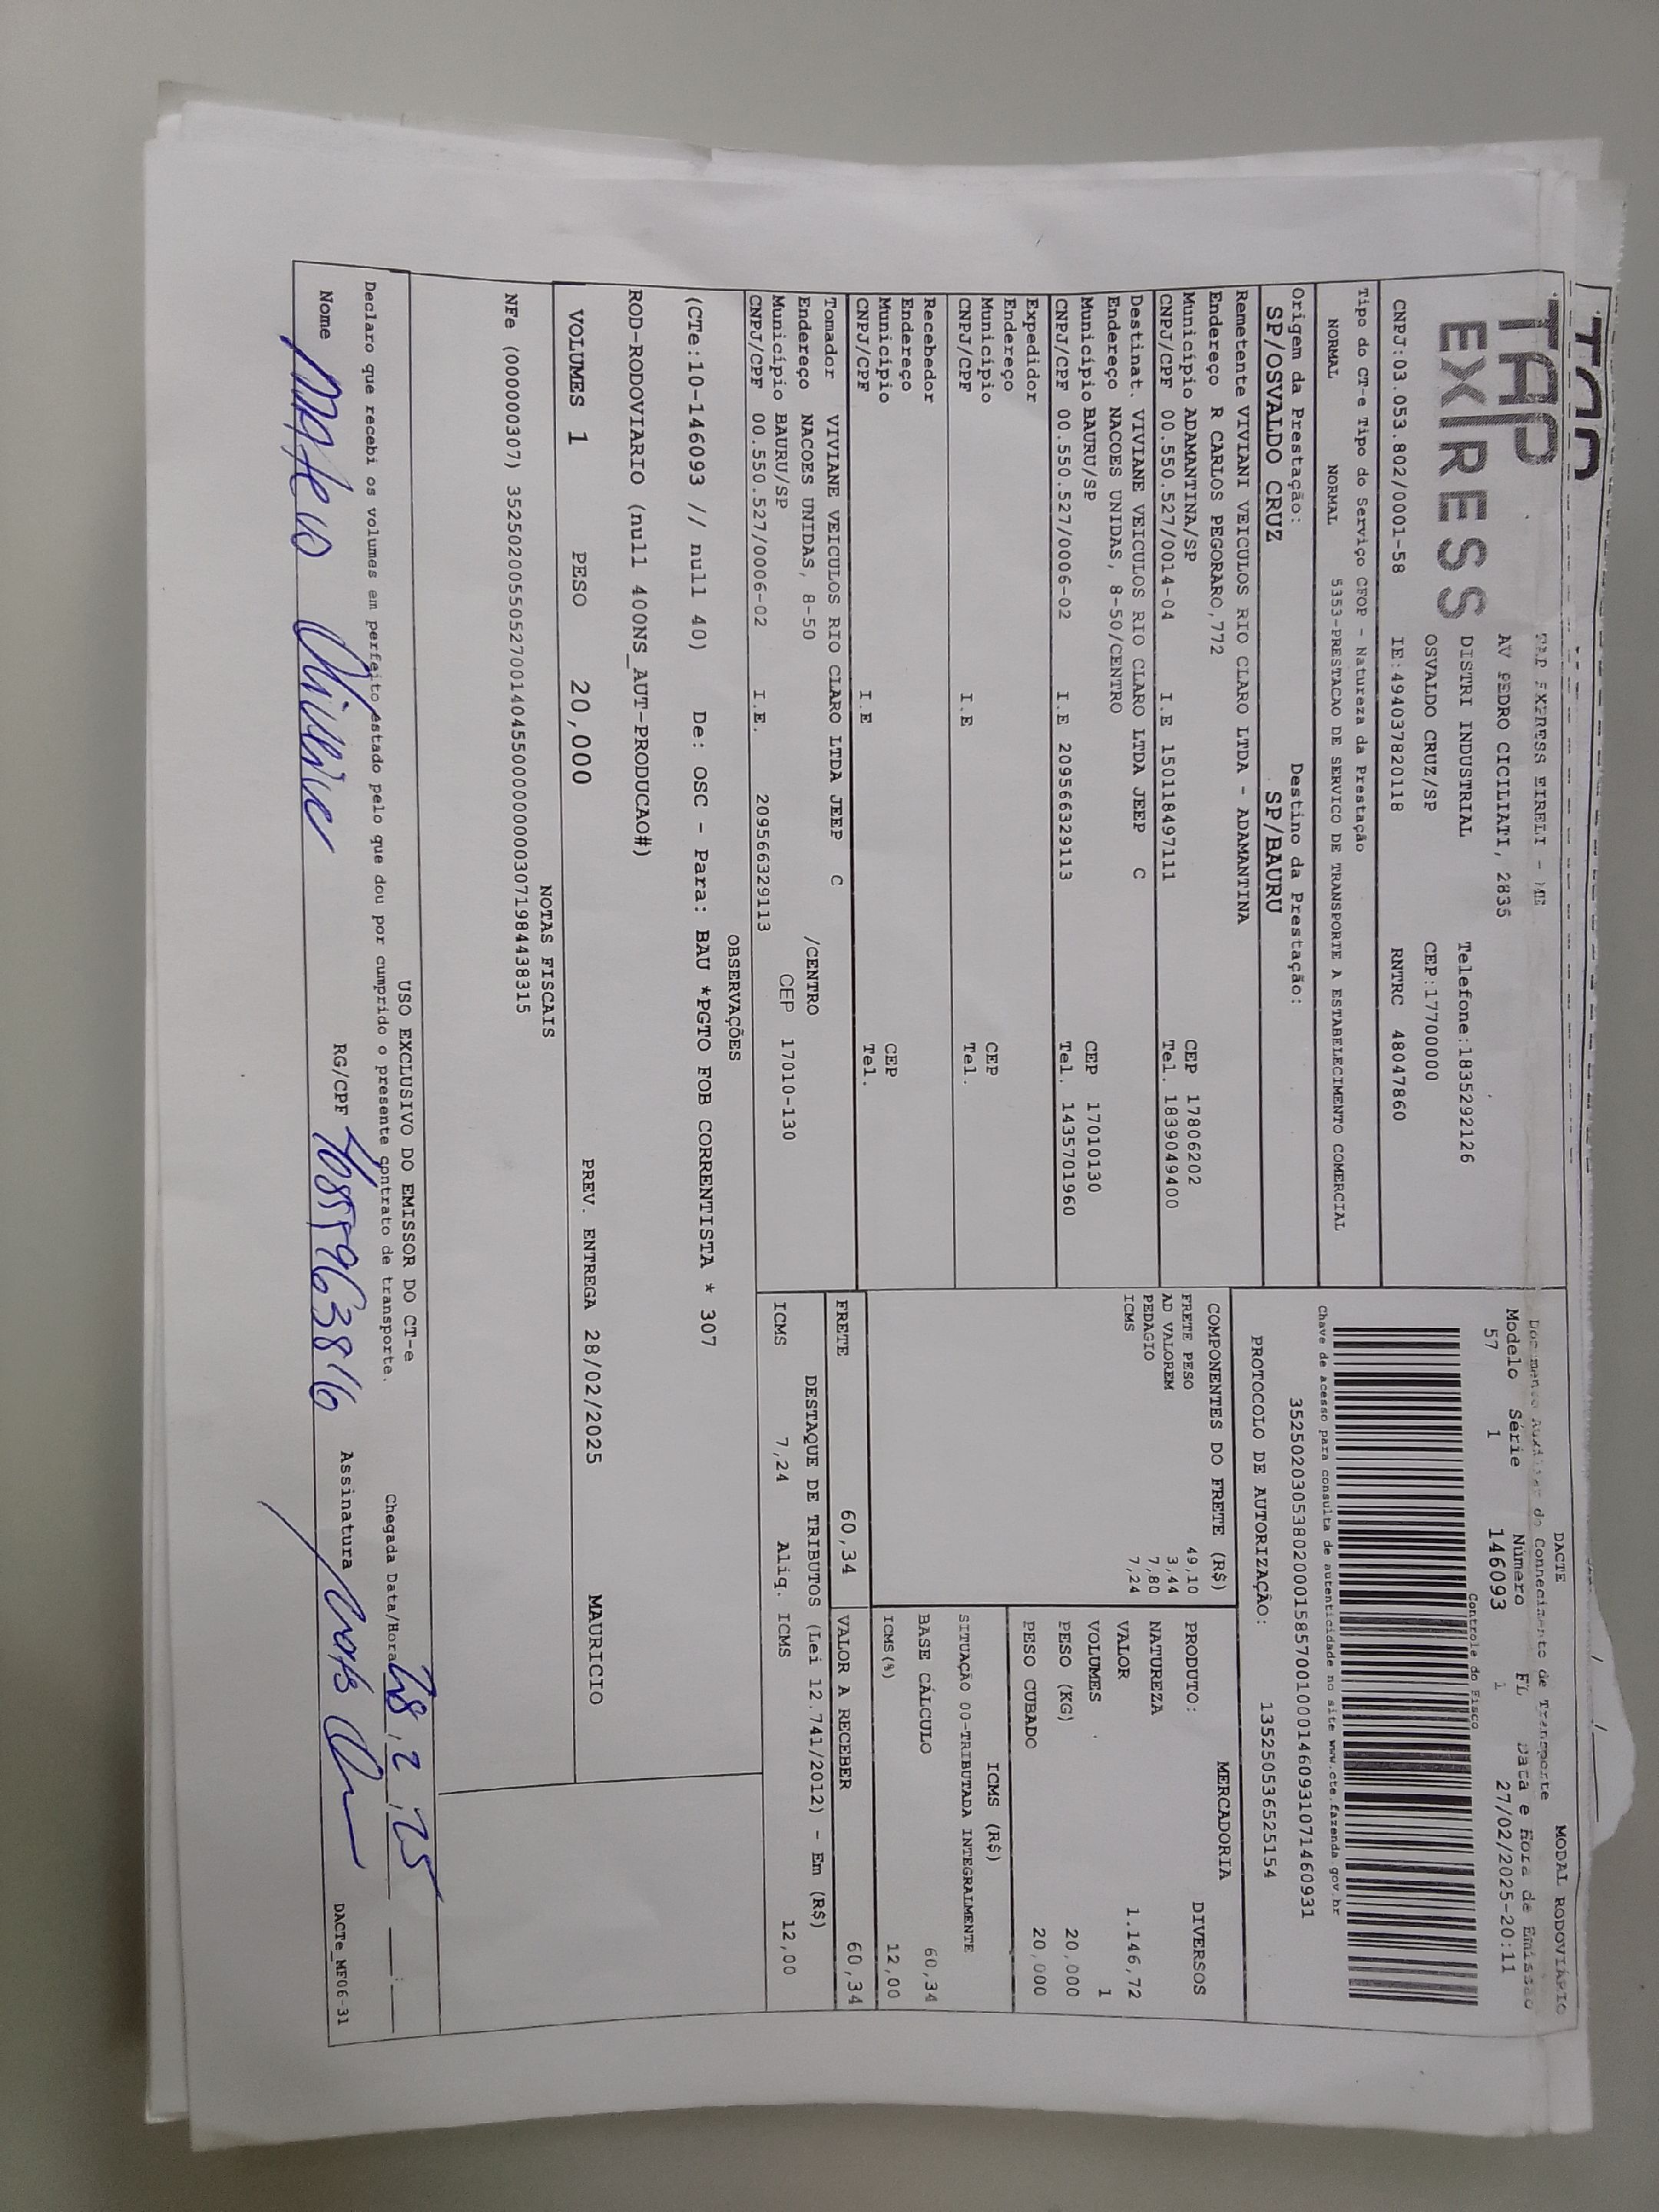 TAP
EXPRESS
TAP EXPRESS EIRELI - ME
AV PEDRO CICILIATI, 2835
DISTRI INDUSTRIAL Telefone:1835292126
OSVALDO CRUZ/SP CEP:17700000
CNPJ:03.053.802/0001-58 IE:494037820118 RNTRC 48047860
DACTE MODAL RODOVIÁRIO
Documento Auxiliar do Conhecimento de Transporte
Modelo Série Número FL Data e Hora de Emissão
57 1 146093 1 27/02/2025-20:11
Controle do Fisco
Chave de acesso para consulta de autenticidade no site www.cte.fazenda.gov.br
35250203053802000158570010001460931071460931
PROTOCOLO DE AUTORIZAÇÃO: 135250536525154
Tipo do CT-e Tipo do Serviço CFOP - Natureza da Prestação
NORMAL NORMAL 5353-PRESTACAO DE SERVICO DE TRANSPORTE A ESTABELECIMENTO COMERCIAL
Origem da Prestação: Destino da Prestação:
SP/OSVALDO CRUZ SP/BAURU
Remetente VIVIANI VEICULOS RIO CLARO LTDA - ADAMANTINA
Endereço R CARLOS PEGORARO,772
Município ADAMANTINA/SP CEP 17806202
CNPJ/CPF 00.550.527/0014-04 I.E 150118497111 Tel. 1839049400
Destinat. VIVIANE VEICULOS RIO CLARO LTDA JEEP C
Endereço NACOES UNIDAS, 8-50/CENTRO
Município BAURU/SP CEP 17010130
CNPJ/CPF 00.550.527/0006-02 I.E 209566329113 Tel. 1435701960
Expedidor
Endereço
Município CEP
CNPJ/CPF I.E Tel.
Recebedor
Endereço
Município CEP
CNPJ/CPF I.E Tel.
Tomador VIVIANE VEICULOS RIO CLARO LTDA JEEP C
Endereço NACOES UNIDAS, 8-50 /CENTRO
Município BAURU/SP CEP 17010-130
CNPJ/CPF 00.550.527/0006-02 I.E. 209566329113
COMPONENTES DO FRETE (R$)
FRETE PESO 49,10
AD VALOREM 3,44
PEDAGIO 7,80
ICMS 7,24
MERCADORIA
PRODUTO: DIVERSOS
NATUREZA
VALOR 1.146,72
VOLUMES 1
PESO (KG) 20,000
PESO CUBADO 20,000
ICMS (R$)
SITUAÇÃO 00-TRIBUTADA INTEGRALMENTE
BASE CÁLCULO 60,34
ICMS(%) 12,00
FRETE 60,34 VALOR A RECEBER 60,34
DESTAQUE DE TRIBUTOS (Lei 12.741/2012) - Em (R$)
ICMS 7,24 Aliq. ICMS 12,00
OBSERVAÇÕES
(CTe:10-146093 // null 40) De: OSC - Para: BAU *PGTO FOB CORRENTISTA * 307
ROD-RODOVIARIO (null 400NS_AUT-PRODUCAO#)
VOLUMES 1 PESO 20,000 PREV. ENTREGA 28/02/2025 MAURICIO
NOTAS FISCAIS
NFe (000000307) 35250200550527001404550000000003071984438315
USO EXCLUSIVO DO EMISSOR DO CT-e
Declaro que recebi os volumes em perfeito estado pelo que dou por cumprido o presente contrato de transporte.
Chegada Data/Hora 28/2/25
Nome RG/CPF Assinatura
DACTe_MF06-31